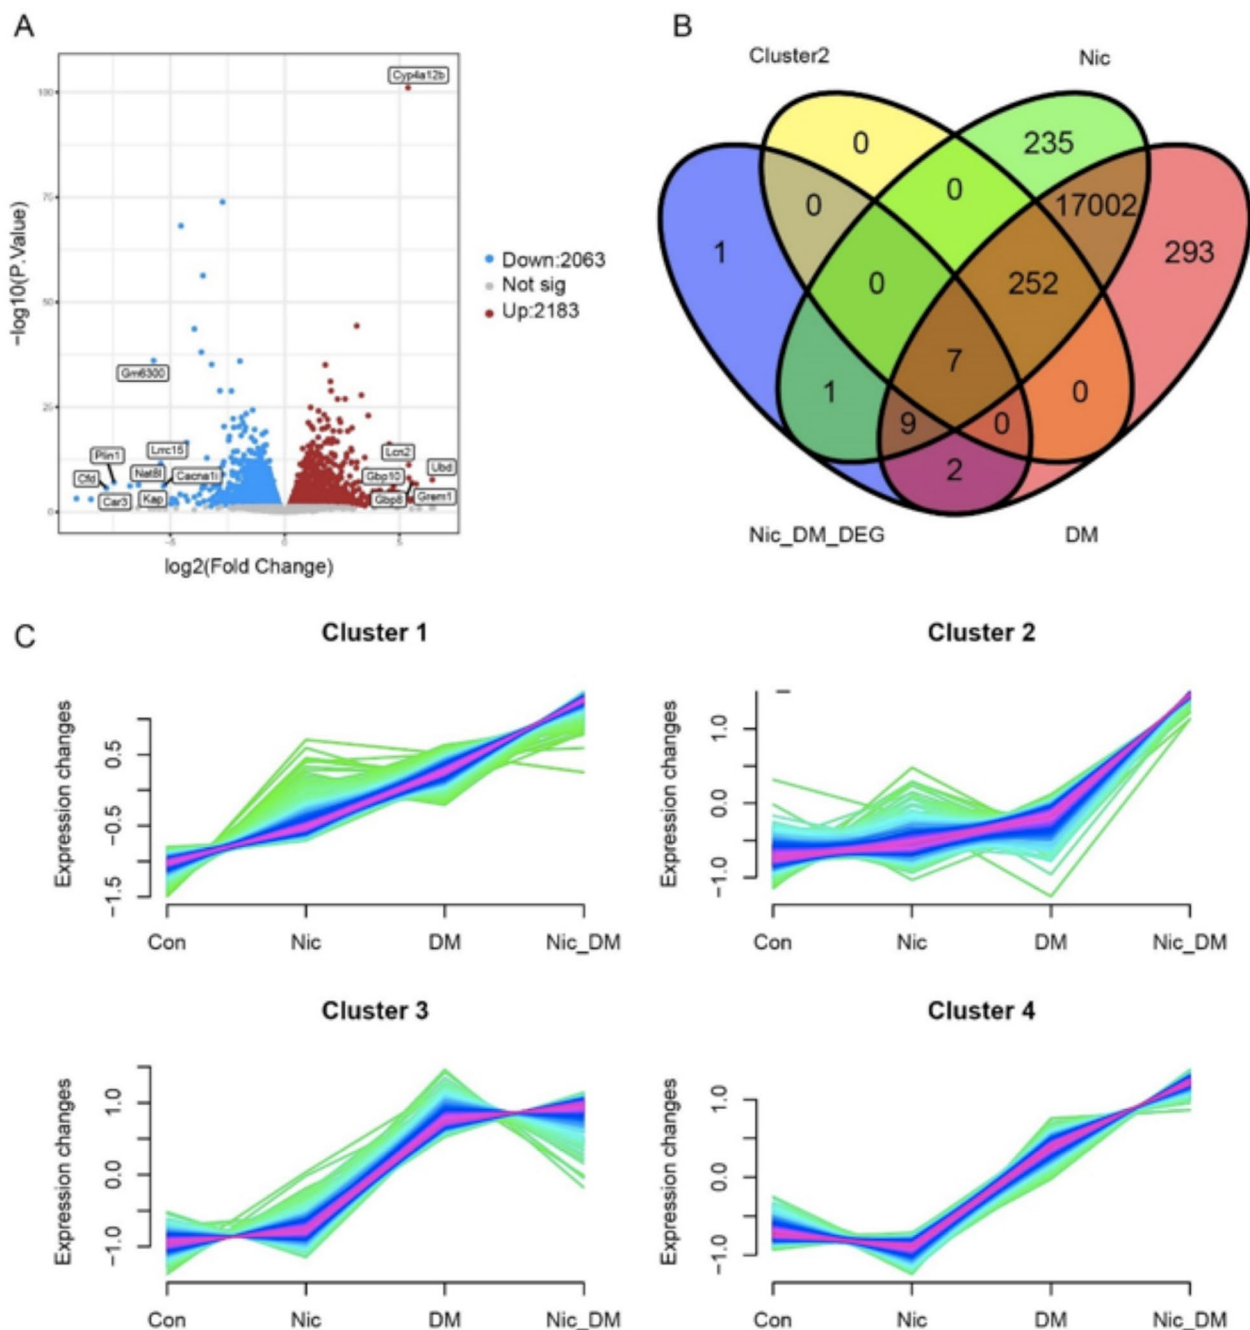 A
B
Cyp4a12b
Gm6300
Plin1
Lrrc15
Cfd
Nat8l
Cacna1i
Car3
Kap
Lcn2
Gbp10
Ubd
Gbp8
Grem1
100
75
50
25
0
-5
0
5
−log10(P.Value)
log2(Fold Change)
Down:2063
Not sig
Up:2183
Cluster2
Nic
0
235
0
0
17002
1
293
0
252
7
1
0
9
0
2
Nic_DM_DEG
DM
C
Cluster 1
Expression changes
0.5
−0.5
−1.5
Con
Nic
DM
Nic_DM
Cluster 2
Expression changes
1.0
0.0
−1.0
Con
Nic
DM
Nic_DM
Cluster 3
Expression changes
1.0
0.0
−1.0
Con
Nic
DM
Nic_DM
Cluster 4
Expression changes
1.0
0.0
−1.0
Con
Nic
DM
Nic_DM